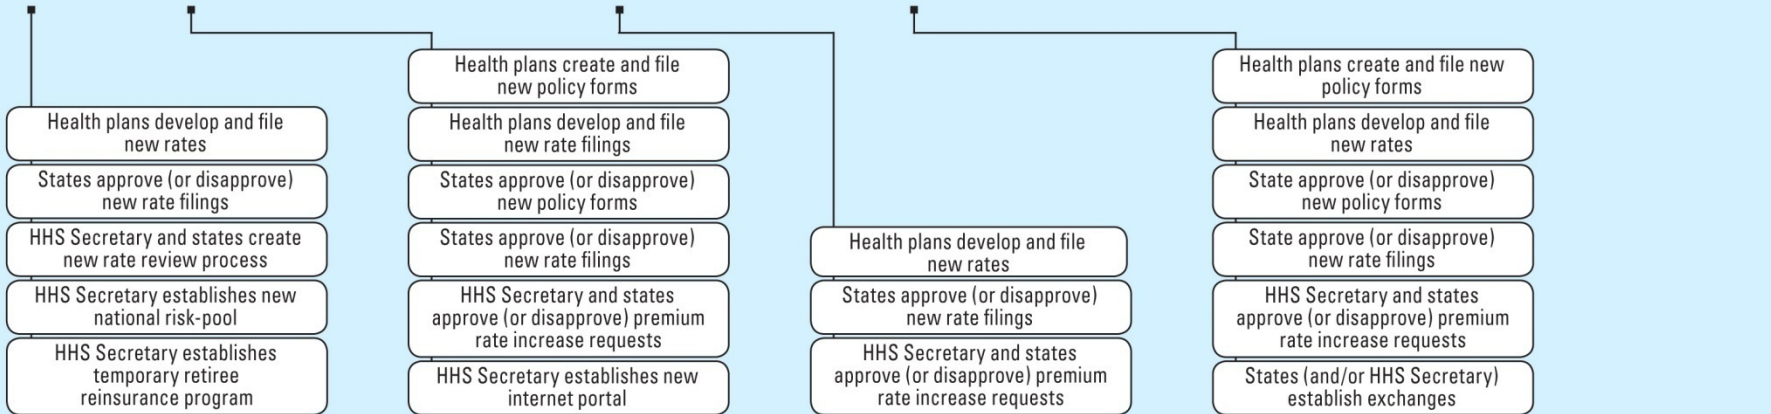 Health plans develop and file
new rates
States approve (or disapprove)
new rate filings
HHS Secretary and states create
new rate review process
HHS Secretary establishes new
national risk-pool
HHS Secretary establishes
temporary retiree
reinsurance program
Health plans create and file
new policy forms
Health plans develop and file
new rate filings
States approve (or disapprove)
new policy forms
States approve (or disapprove)
new rate filings
HHS Secretary and states
approve (or disapprove) premium
rate increase requests
HHS Secretary establishes new
internet portal
Health plans develop and file
new rates
States approve (or disapprove)
new rate filings
HHS Secretary and states
approve (or disapprove) premium
rate increase requests
Health plans create and file new
policy forms
Health plans develop and file
new rates
State approve (or disapprove)
new policy forms
State approve (or disapprove)
new rate filings
HHS Secretary and states
approve (or disapprove) premium
rate increase requests
States (and/or HHS Secretary)
establish exchanges